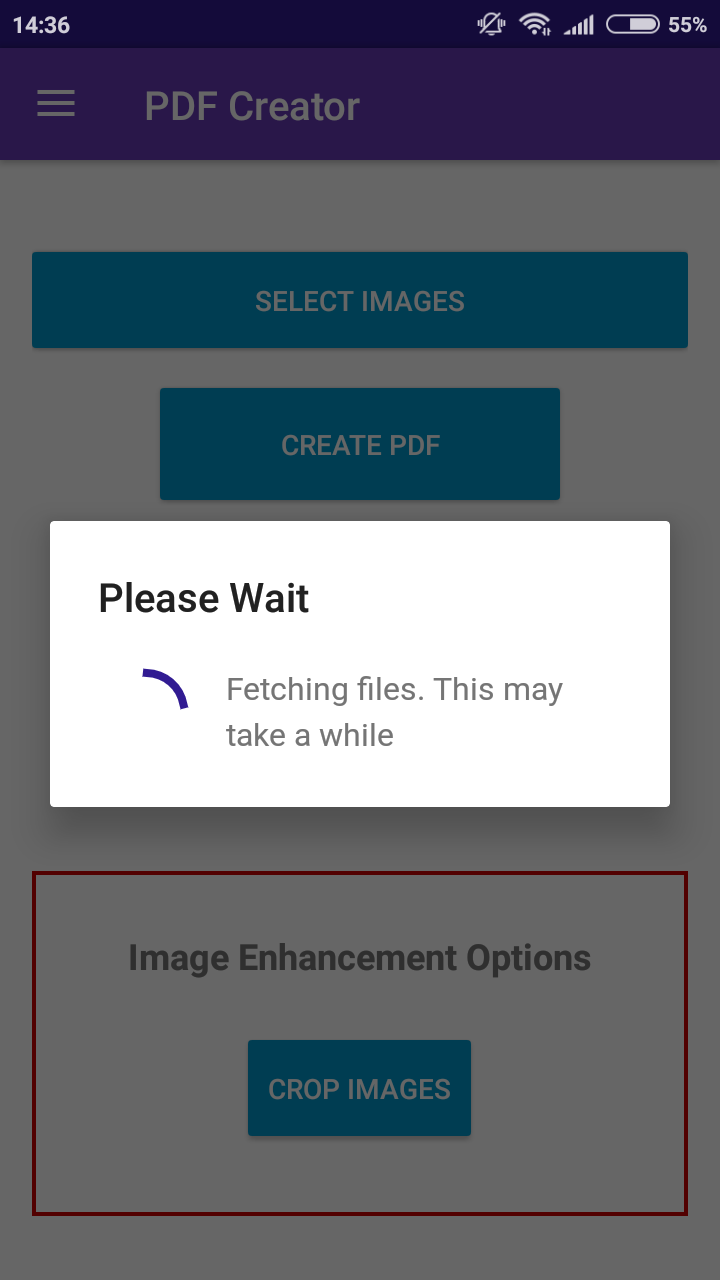 14:36
55%
PDF Creator
SELECT IMAGES
CREATE PDF
Please Wait
Fetching files. This may
take a while
Image Enhancement Options
CROP IMAGES